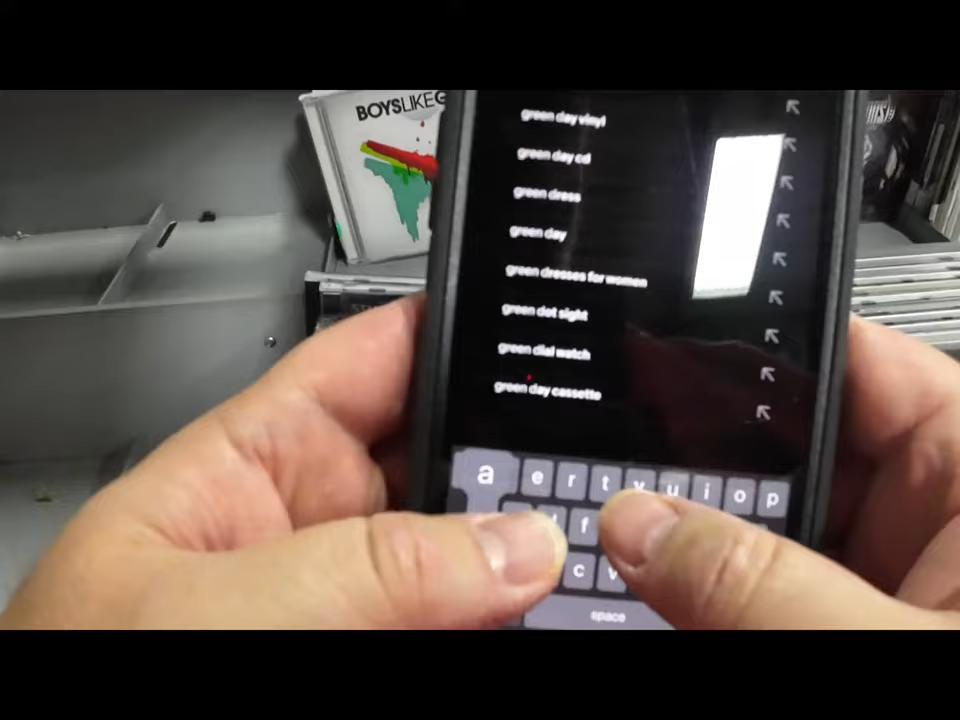 BOYSLIKEG
green day vinyl
green day cd
green dress
green day
green dresses for women
green dot sight
green dial watch
green day cassette
a e r t y u i o p
f
c v
space